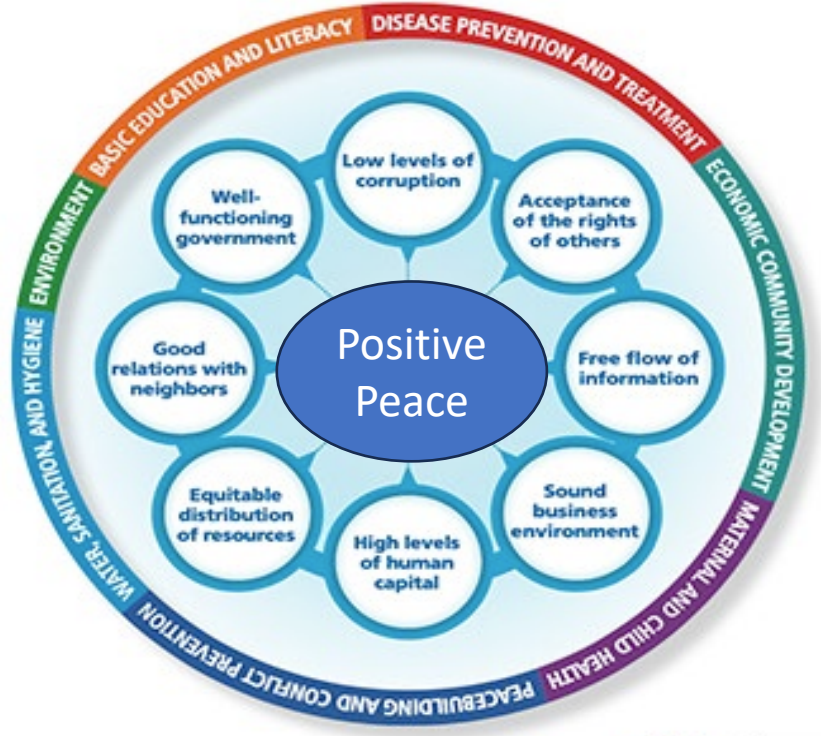 DISEASE PREVENTION AND TREATMENT
ECONOMIC COMMUNITY DEVELOPMENT
MATERNAL AND CHILD HEALTH
PEACEBUILDING AND CONFLICT PREVENTION
WATER, SANITATION, AND HYGIENE
ENVIRONMENT
BASIC EDUCATION AND LITERACY
Low levels of
corruption
Acceptance
of the rights
of others
Free flow of
information
Sound
business
environment
High levels
of human
capital
Equitable
distribution
of resources
Good
relations with
neighbors
Well-
functioning
government
Positive
Peace